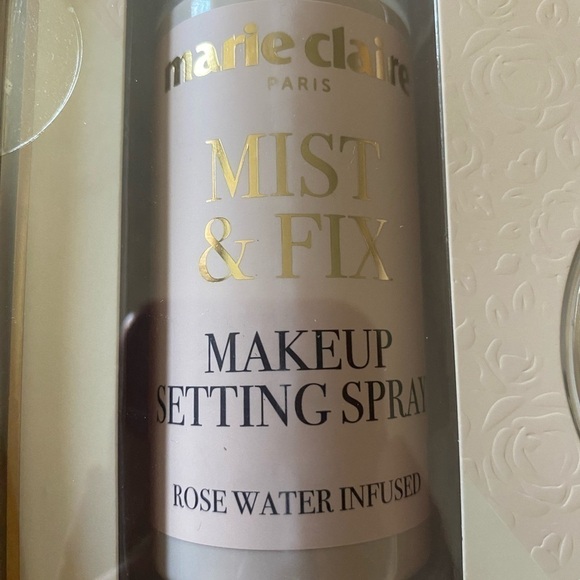 marie claire
PARIS
MIST
& FIX
MAKEUP
SETTING SPRAY
ROSE WATER INFUSED